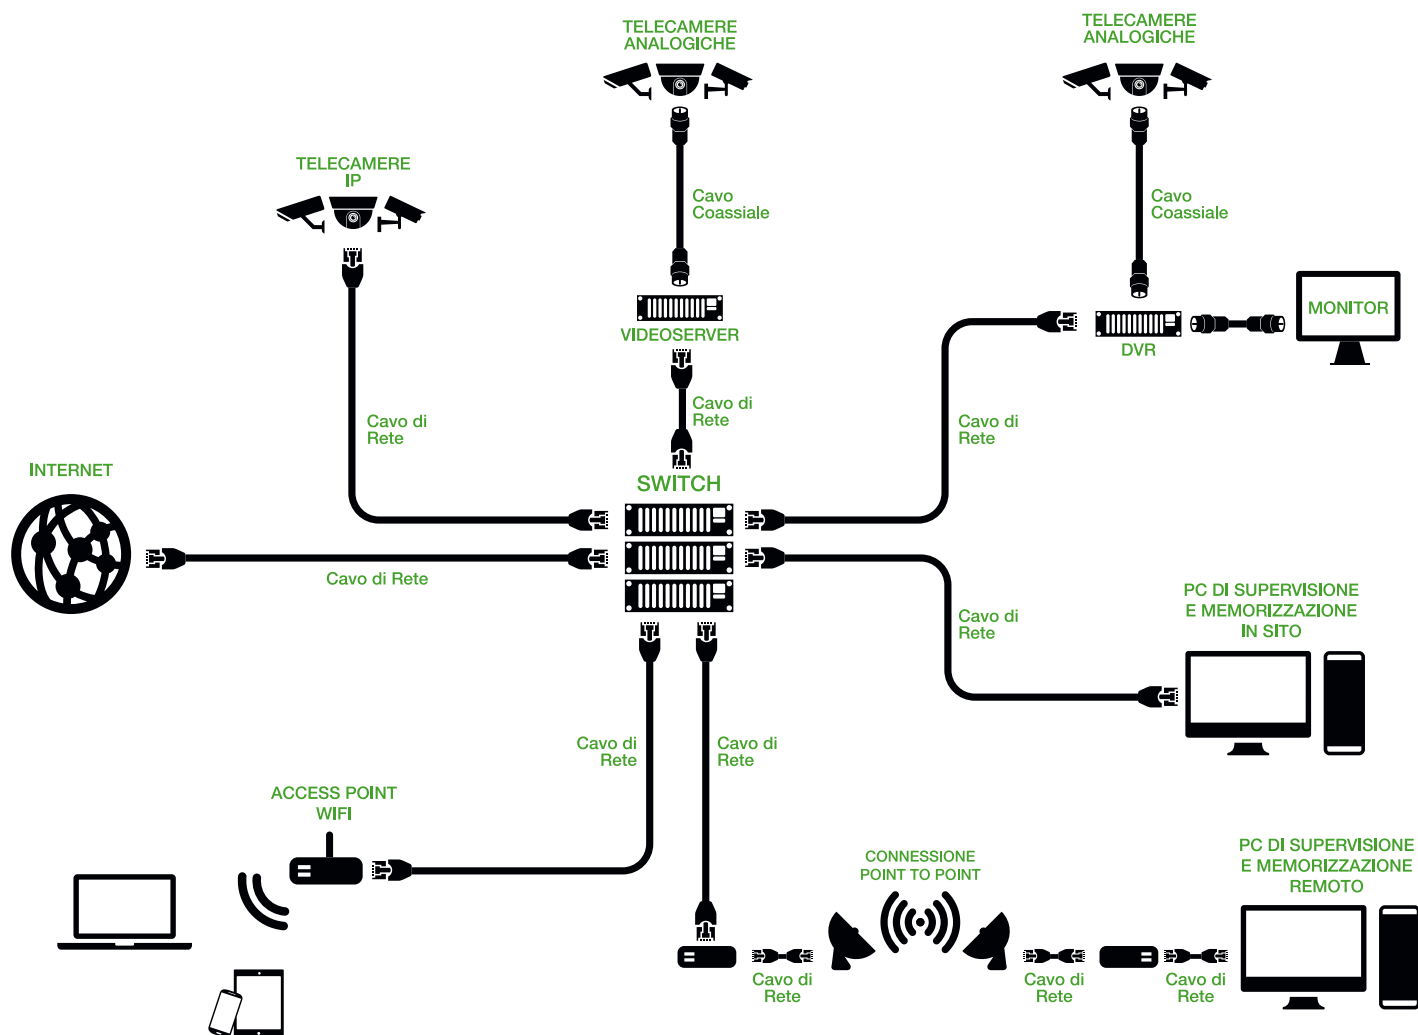 TELECAMERE
ANALOGICHE
TELECAMERE
ANALOGICHE
TELECAMERE
IP
Cavo
Coassiale
Cavo
Coassiale
VIDEOSERVER
DVR
MONITOR
Cavo di
Rete
Cavo di
Rete
Cavo di
Rete
INTERNET
SWITCH
Cavo di Rete
PC DI SUPERVISIONE
E MEMORIZZAZIONE
IN SITO
Cavo di
Rete
Cavo di
Rete
Cavo di
Rete
ACCESS POINT
WIFI
CONNESSIONE
POINT TO POINT
PC DI SUPERVISIONE
E MEMORIZZAZIONE
REMOTO
Cavo di
Rete
Cavo di
Rete
Cavo di
Rete